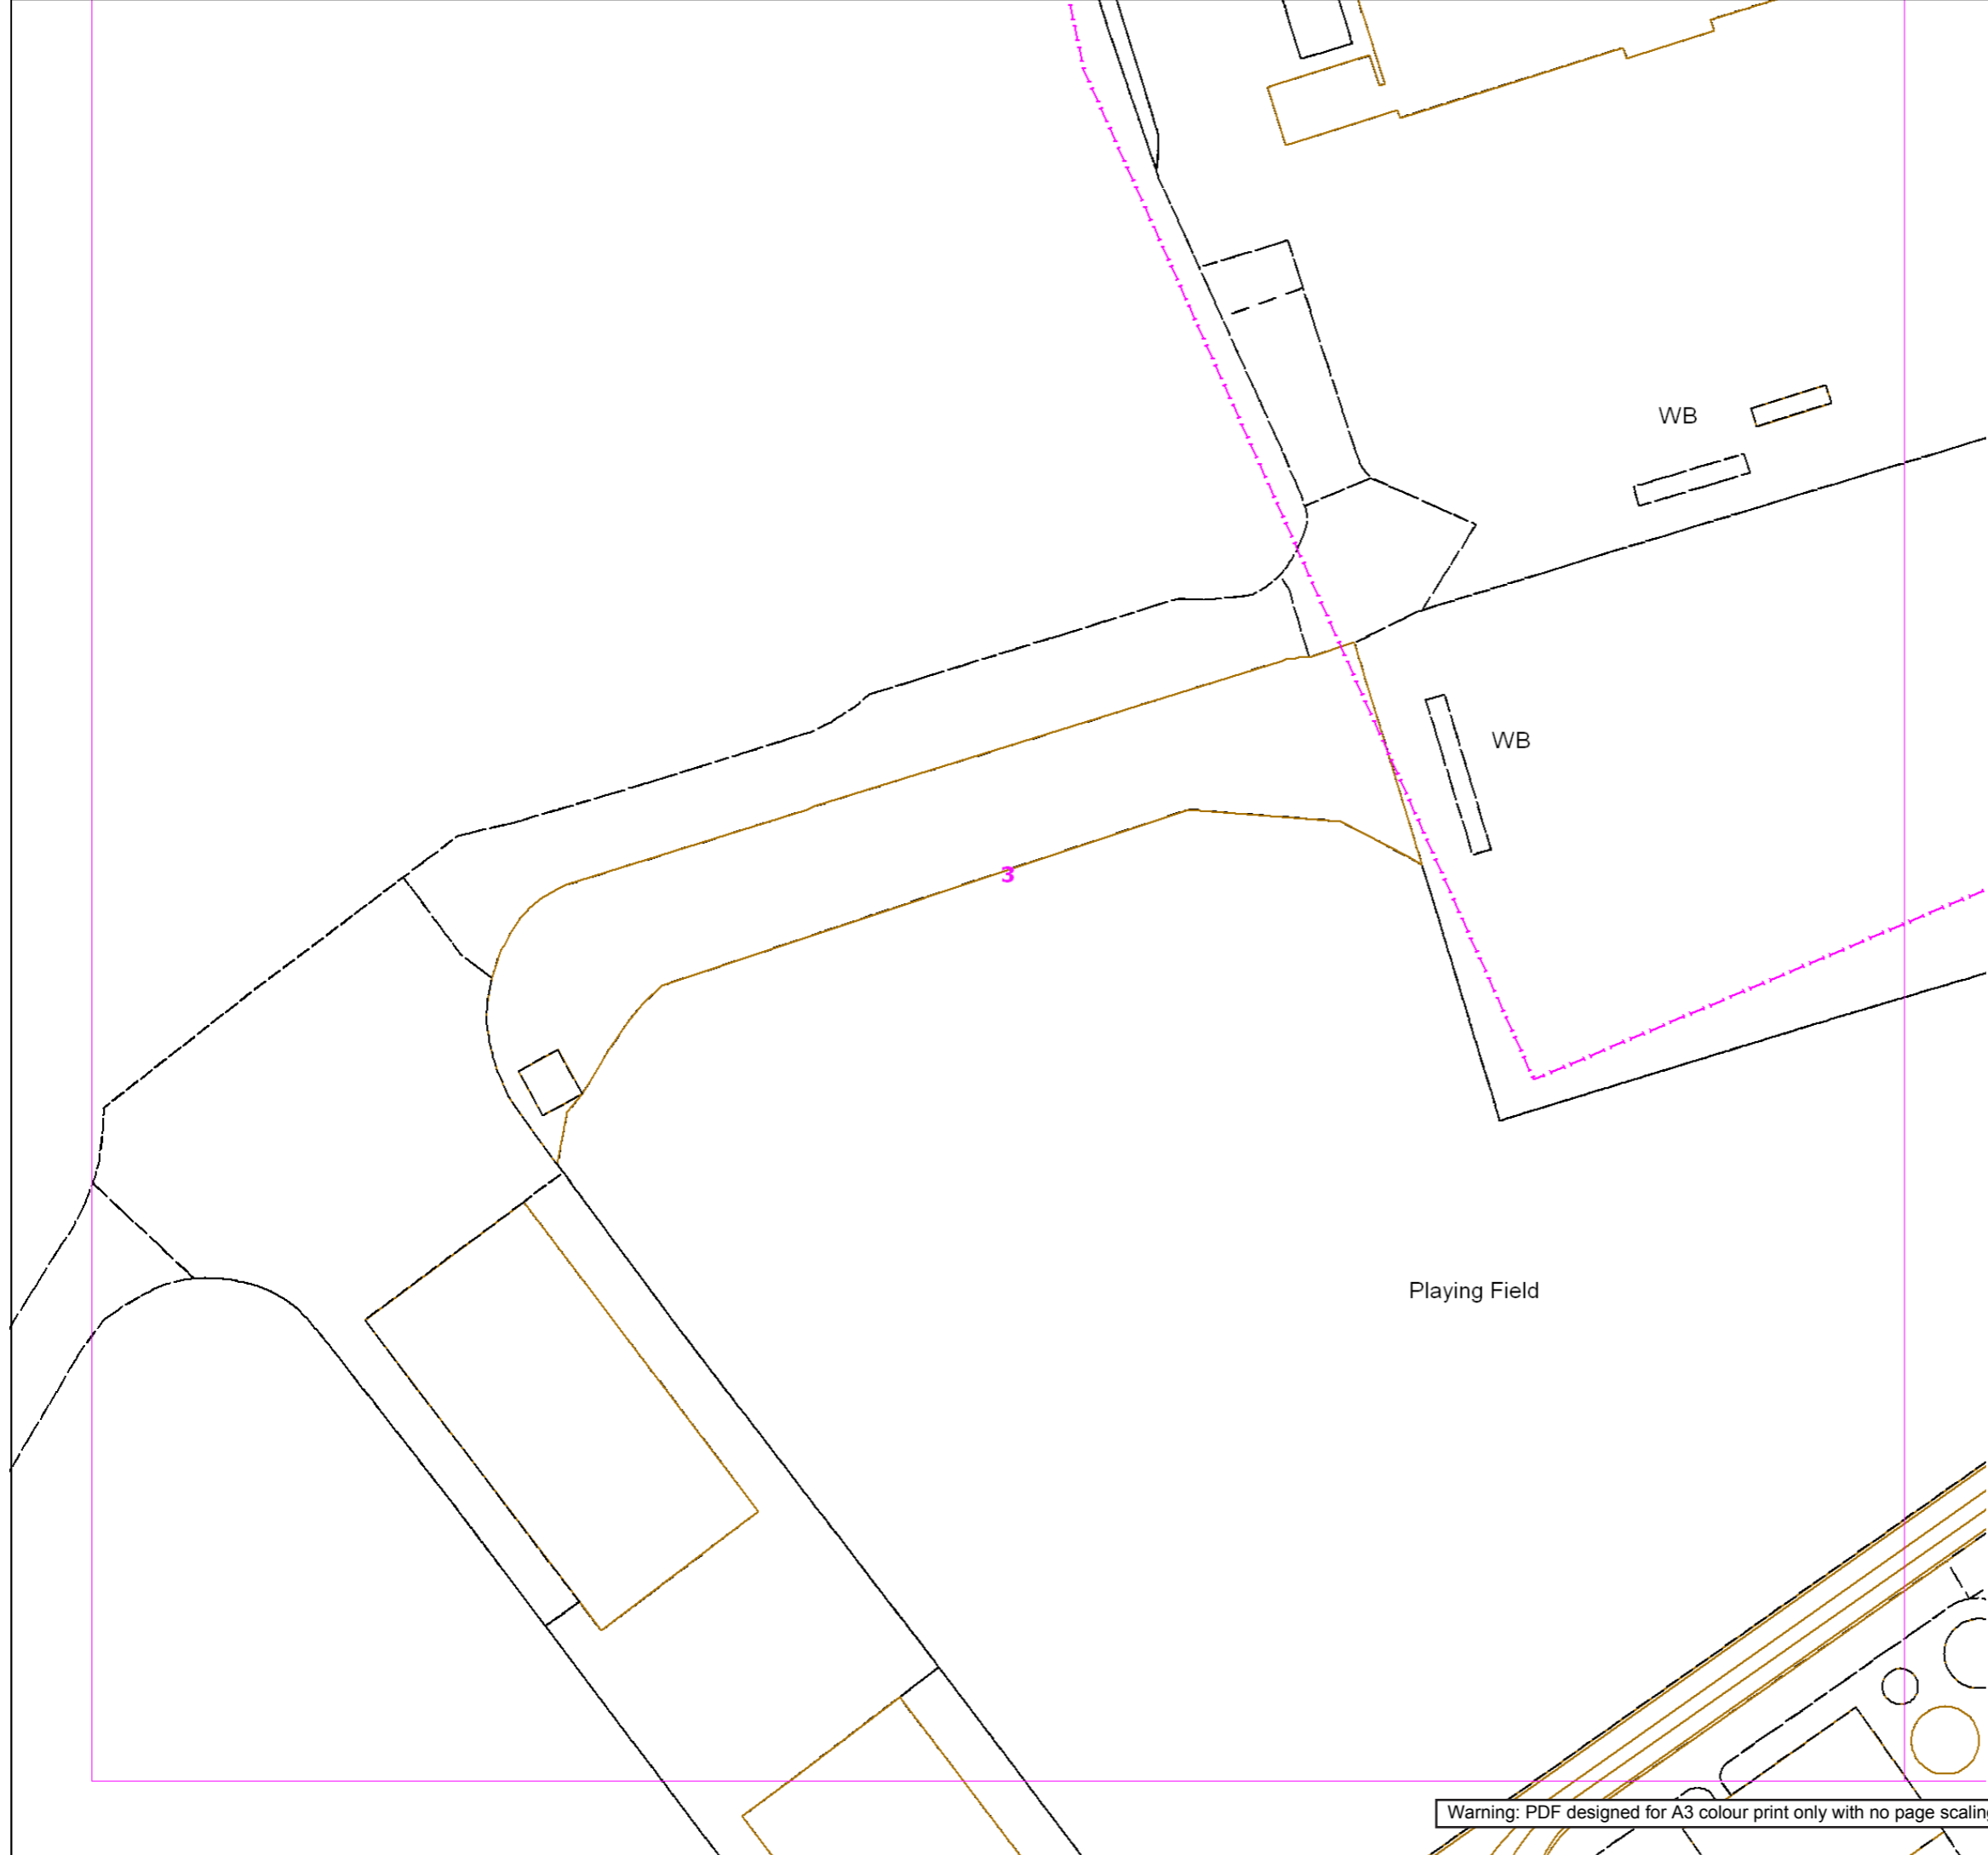 WB
WB
3
Playing Field
Warning: PDF designed for A3 colour print only with no page scaling